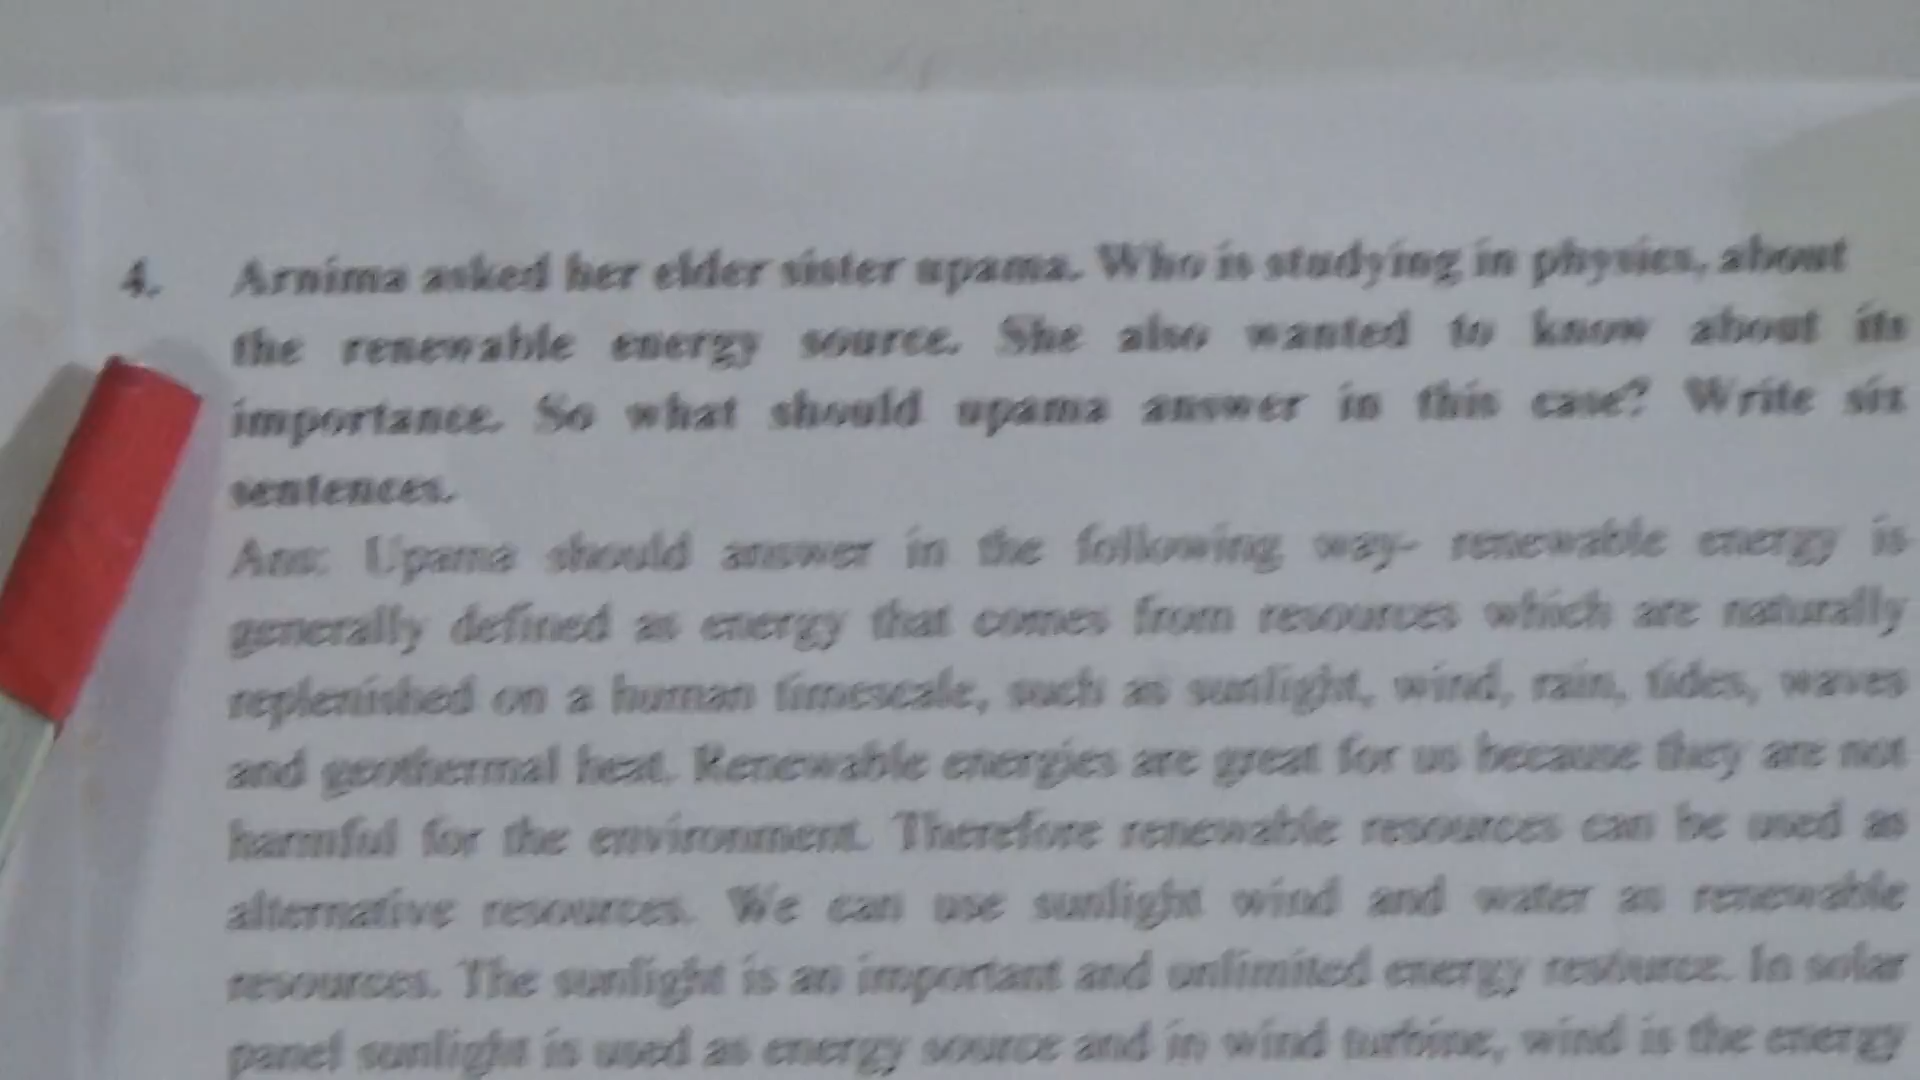 4. Arnima asked her elder sister upama. Who is studying in physics, about
the renewable energy source. She also wanted to know about its
importance. So what should upama answer in this case? Write six
sentences.
Ans: Upama should answer in the following way- renewable energy is
generally defined as energy that comes from resources which are naturally
replenished on a human timescale, such as sunlight, wind, rain, tides, waves
and geothermal heat. Renewable energies are great for us because they are not
harmful for the environment. Therefore renewable resources can be used as
alternative resources. We can use sunlight wind and water as renewable
resources. The sunlight is an important and unlimited energy resource. In solar
panel sunlight is used as energy source and in wind turbine, wind is the energy